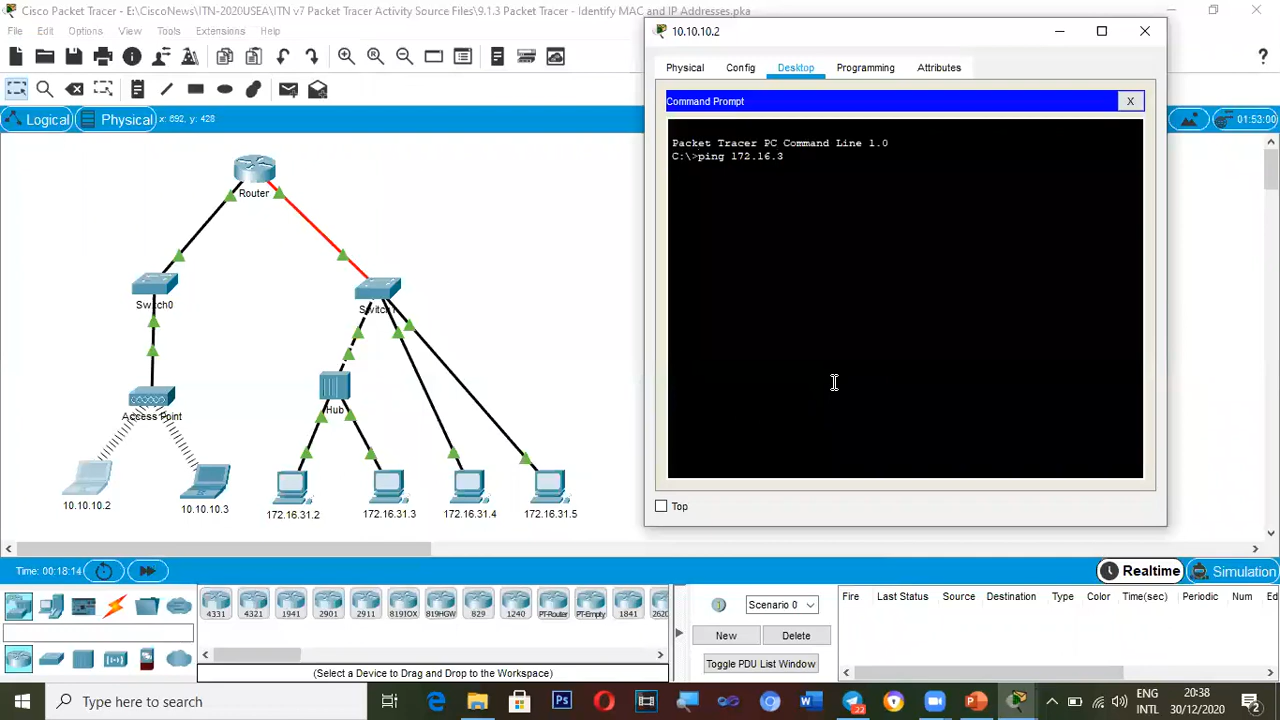 Cisco Packet Tracer - E:\CiscoNews\ITN-2020USEA\ITN v7 Packet Tracer Activity Source Files\9.1.3 Packet Tracer - Identify MAC and IP Addresses.pka
File Edit Options View Tools Extensions Help
Logical Physical x: 892, y: 428
01:53:00
10.10.10.2
Physical Config Desktop Programming Attributes
Command Prompt X
Packet Tracer PC Command Line 1.0
C:\>ping 172.16.3
Top
Router
Switch0
Access Point
Hub
10.10.10.2
10.10.10.3
172.16.31.2
172.16.31.3
172.16.31.4
172.16.31.5
Time: 00:18:14
Realtime Simulation
4331 4321 1941 2901 2911 819IOX 819HGW 829 1240 PT-Router PT-Empty 1841 2620
(Select a Device to Drag and Drop to the Workspace)
Scenario 0
New Delete
Toggle PDU List Window
Fire Last Status Source Destination Type Color Time(sec) Periodic Num Ed
Type here to search
22
ENG
INTL
20:38
30/12/2020
2